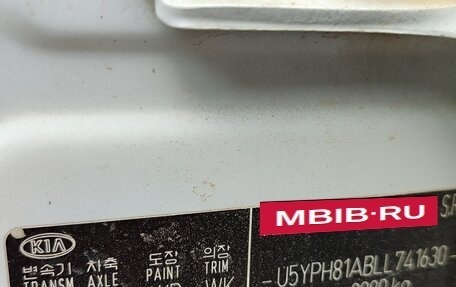 MBIB-RU
KIA
변속기 차축 도장 의장
TRANSM AXLE PAINT TRIM
- U5YPH81ABLL741630 -